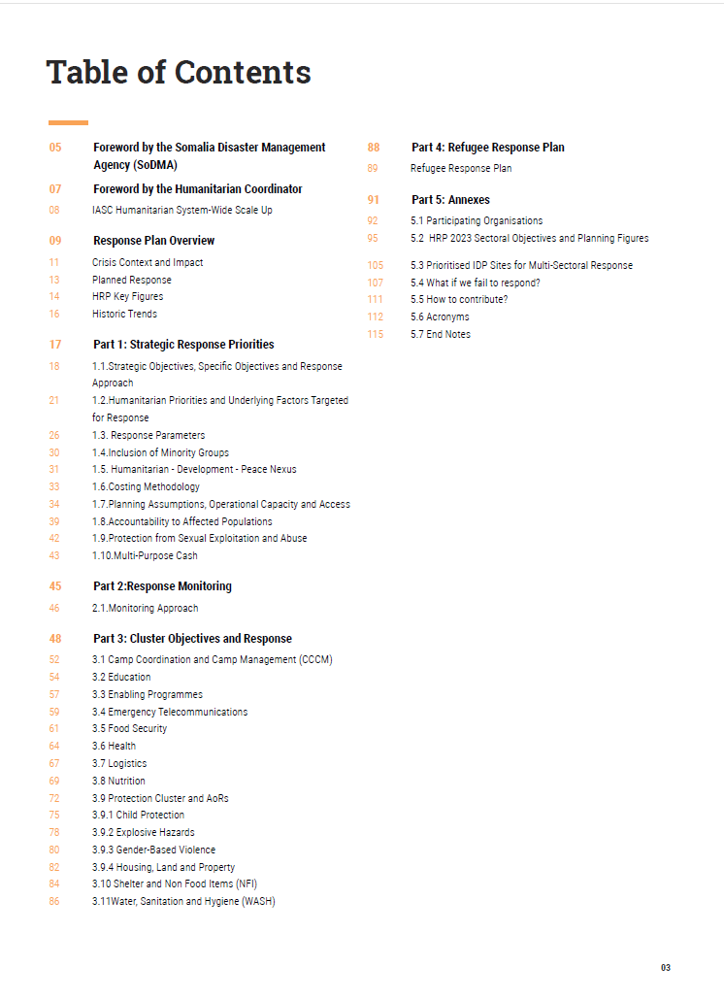 Table of Contents
05 Foreword by the Somalia Disaster Management
Agency (SoDMA)
07 Foreword by the Humanitarian Coordinator
08 IASC Humanitarian System-Wide Scale Up
09 Response Plan Overview
11 Crisis Context and Impact
13 Planned Response
14 HRP Key Figures
16 Historic Trends
17 Part 1: Strategic Response Priorities
18 1.1.Strategic Objectives, Specific Objectives and Response
Approach
21 1.2.Humanitarian Priorities and Underlying Factors Targeted
for Response
26 1.3. Response Parameters
30 1.4.Inclusion of Minority Groups
31 1.5. Humanitarian - Development - Peace Nexus
33 1.6.Costing Methodology
34 1.7.Planning Assumptions, Operational Capacity and Access
39 1.8.Accountability to Affected Populations
42 1.9.Protection from Sexual Exploitation and Abuse
43 1.10.Multi-Purpose Cash
45 Part 2:Response Monitoring
46 2.1.Monitoring Approach
48 Part 3: Cluster Objectives and Response
52 3.1 Camp Coordination and Camp Management (CCCM)
54 3.2 Education
57 3.3 Enabling Programmes
59 3.4 Emergency Telecommunications
61 3.5 Food Security
64 3.6 Health
67 3.7 Logistics
69 3.8 Nutrition
72 3.9 Protection Cluster and AoRs
75 3.9.1 Child Protection
78 3.9.2 Explosive Hazards
80 3.9.3 Gender-Based Violence
82 3.9.4 Housing, Land and Property
84 3.10 Shelter and Non Food Items (NFI)
86 3.11Water, Sanitation and Hygiene (WASH)
88 Part 4: Refugee Response Plan
89 Refugee Response Plan
91 Part 5: Annexes
92 5.1 Participating Organisations
95 5.2 HRP 2023 Sectoral Objectives and Planning Figures
105 5.3 Prioritised IDP Sites for Multi-Sectoral Response
107 5.4 What if we fail to respond?
111 5.5 How to contribute?
112 5.6 Acronyms
115 5.7 End Notes
03